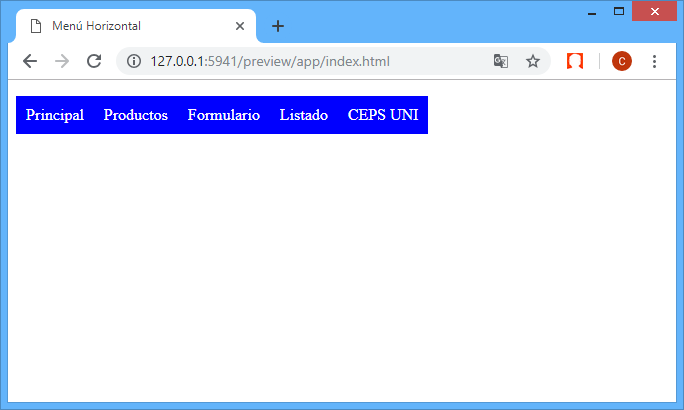 Menú Horizontal
127.0.0.1:5941/preview/app/index.html
C
Principal Productos Formulario Listado CEPS UNI